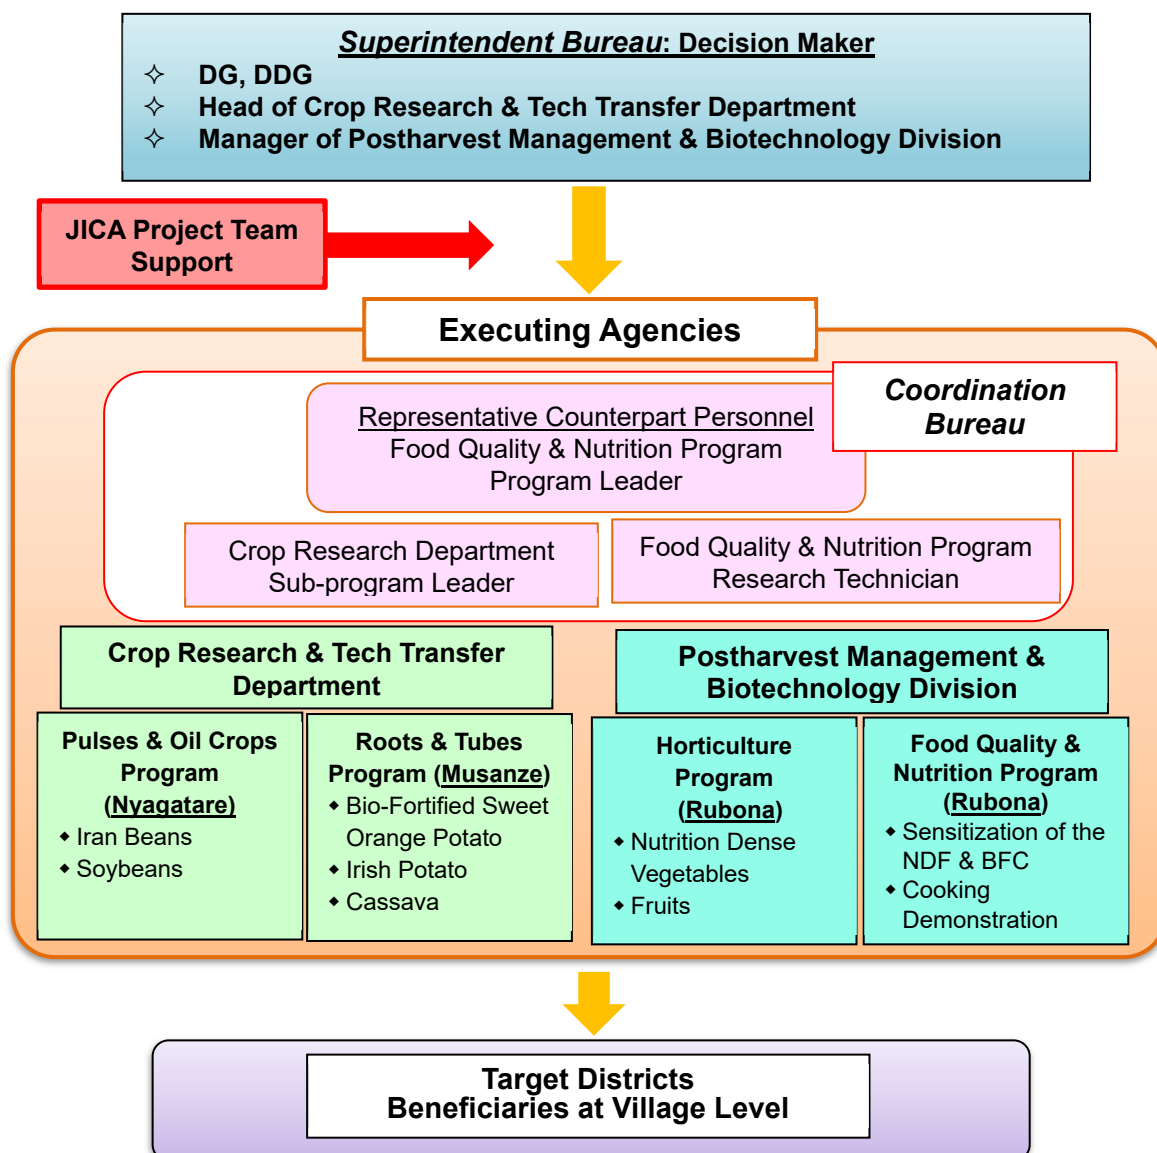 Superintendent Bureau: Decision Maker
✧ DG, DDG
✧ Head of Crop Research & Tech Transfer Department
✧ Manager of Postharvest Management & Biotechnology Division
JICA Project Team
Support
Executing Agencies
Coordination
Bureau
Representative Counterpart Personnel
Food Quality & Nutrition Program
Program Leader
Crop Research Department
Sub-program Leader
Food Quality & Nutrition Program
Research Technician
Crop Research & Tech Transfer
Department
Postharvest Management &
Biotechnology Division
Pulses & Oil Crops
Program
(Nyagatare)
◆ Iran Beans
◆ Soybeans
Roots & Tubes
Program (Musanze)
◆ Bio-Fortified Sweet
Orange Potato
◆ Irish Potato
◆ Cassava
Horticulture
Program
(Rubona)
◆ Nutrition Dense
Vegetables
◆ Fruits
Food Quality &
Nutrition Program
(Rubona)
◆ Sensitization of the
NDF & BFC
◆ Cooking
Demonstration
Target Districts
Beneficiaries at Village Level